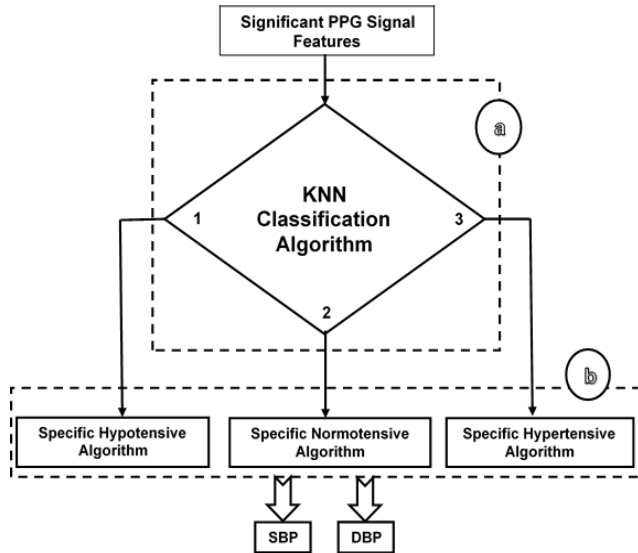 Significant PPG Signal
Features
a
KNN
Classification
Algorithm
1
3
2
b
Specific Hypotensive
Algorithm
Specific Normotensive
Algorithm
Specific Hypertensive
Algorithm
SBP
DBP